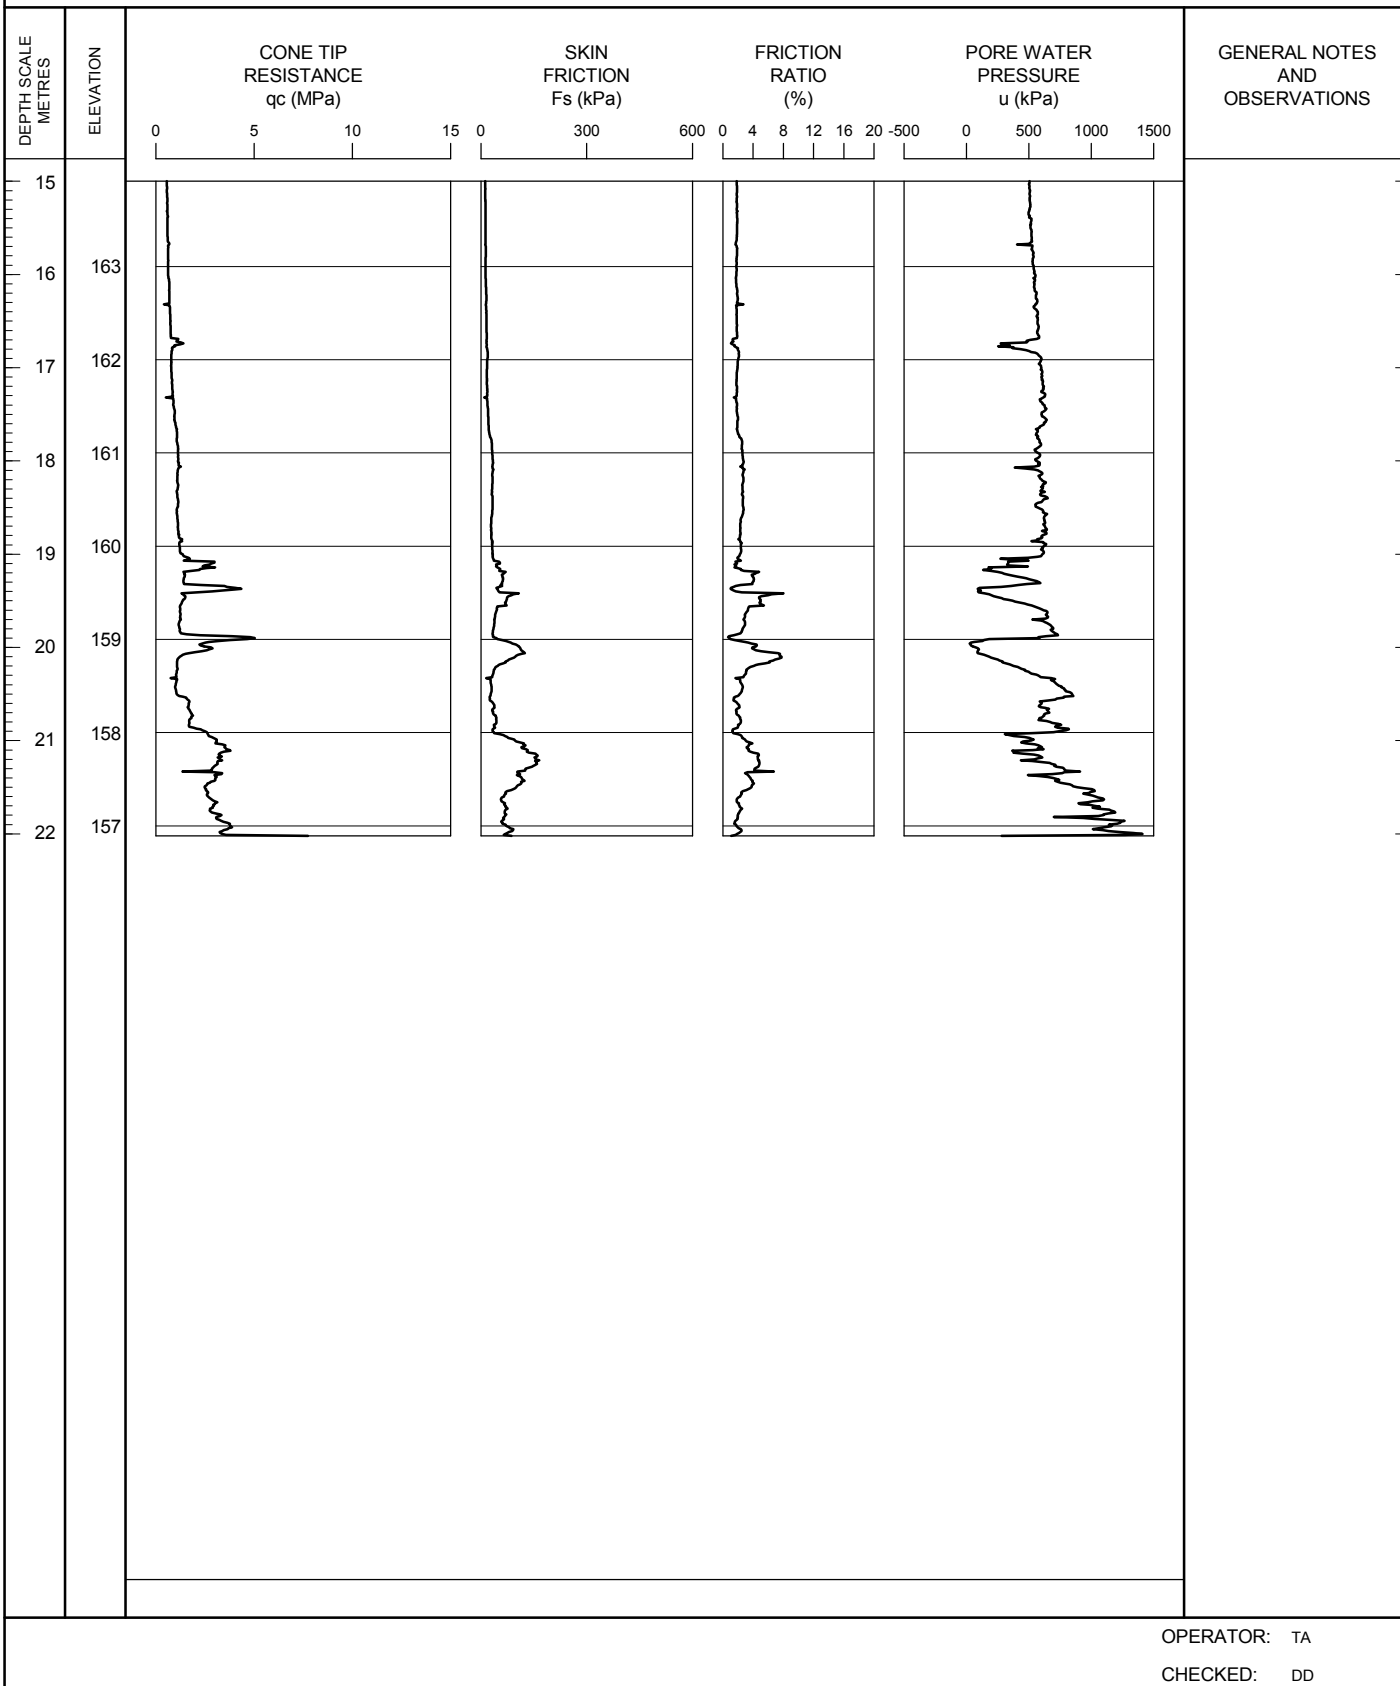 DEPTH SCALE
METRES
ELEVATION
CONE TIP
RESISTANCE
qc (MPa)
0 5 10 15
SKIN
FRICTION
Fs (kPa)
0 300 600
FRICTION
RATIO
(%)
0 4 8 12 16 20
PORE WATER
PRESSURE
u (kPa)
-500 0 500 1000 1500
GENERAL NOTES
AND
OBSERVATIONS
15
163
16
162
17
161
18
160
19
159
20
158
21
157
22
OPERATOR: TA
CHECKED: DD